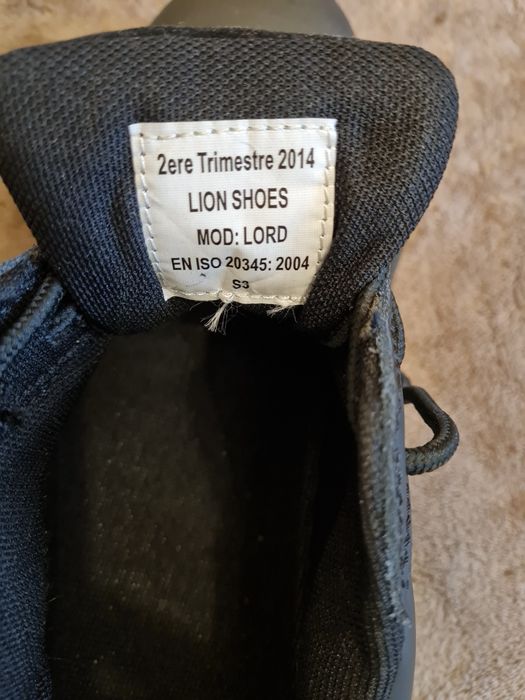 2ere Trimestre 2014
LION SHOES
MOD: LORD
EN ISO 20345: 2004
S3